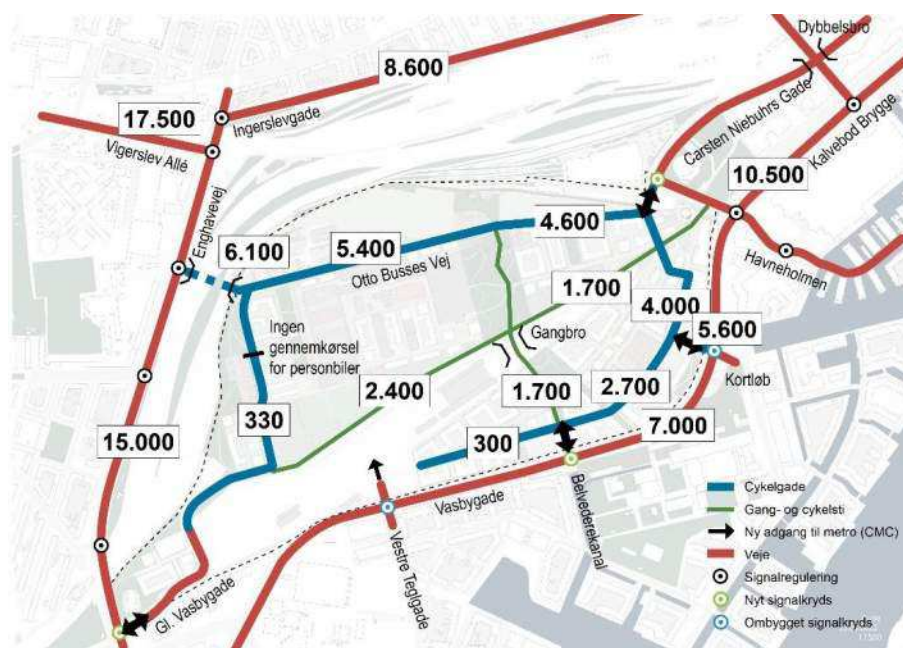 Dybbelsbro
8.600
17.500
Ingerslevgade
Vigerslev Allé
Carsten Niebuhrs Gade
Kalvebod Brygge
10.500
Enghavevej
6.100
5.400
4.600
Otto Busses Vej
Havneholmen
1.700
4.000
Ingen
gennemkørsel
for personbiler
Gangbro
5.600
Kortløb
2.400
1.700
2.700
330
7.000
15.000
300
Vasbygade
Belvederekanal
Vestre Teglgade
Gl. Vasbygade
Cykelgade
Gang- og cykelsti
Ny adgang til metro (CMC)
Veje
Signalregulering
Nyt signalkryds
Ombygget signalkryds